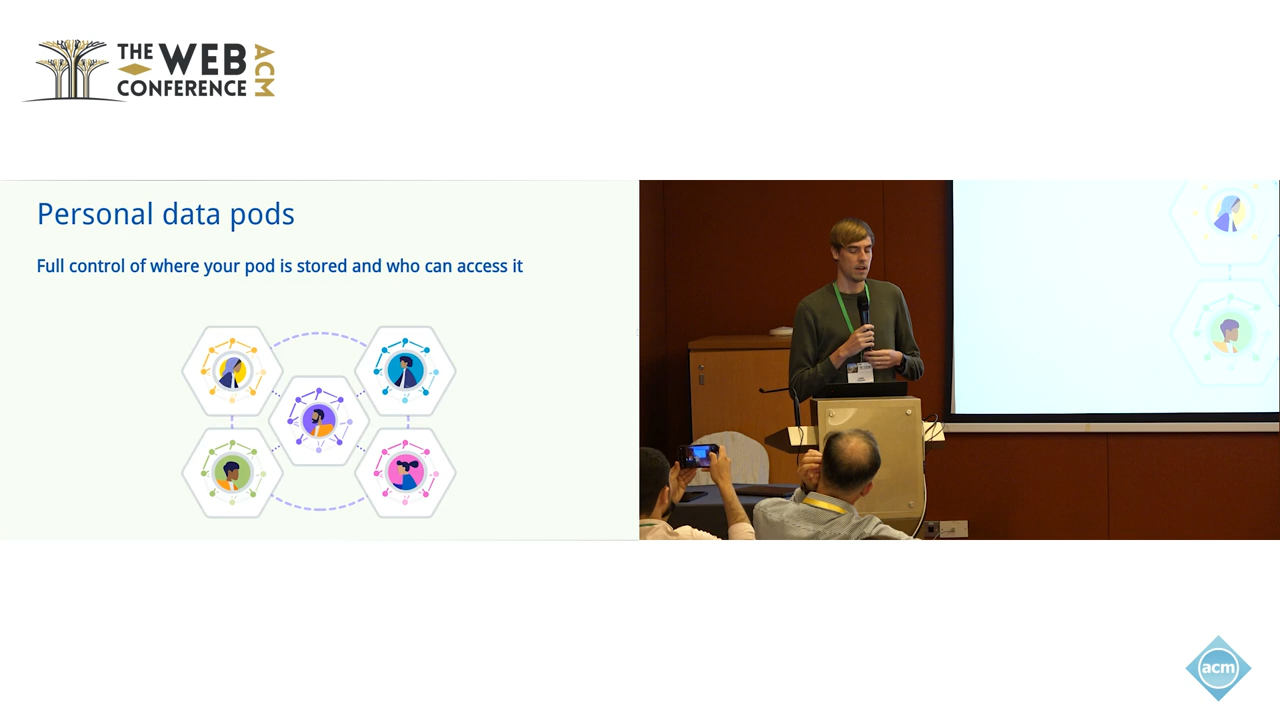 THE WEB
CONFERENCE
ACM
Personal data pods
Full control of where your pod is stored and who can access it
acm